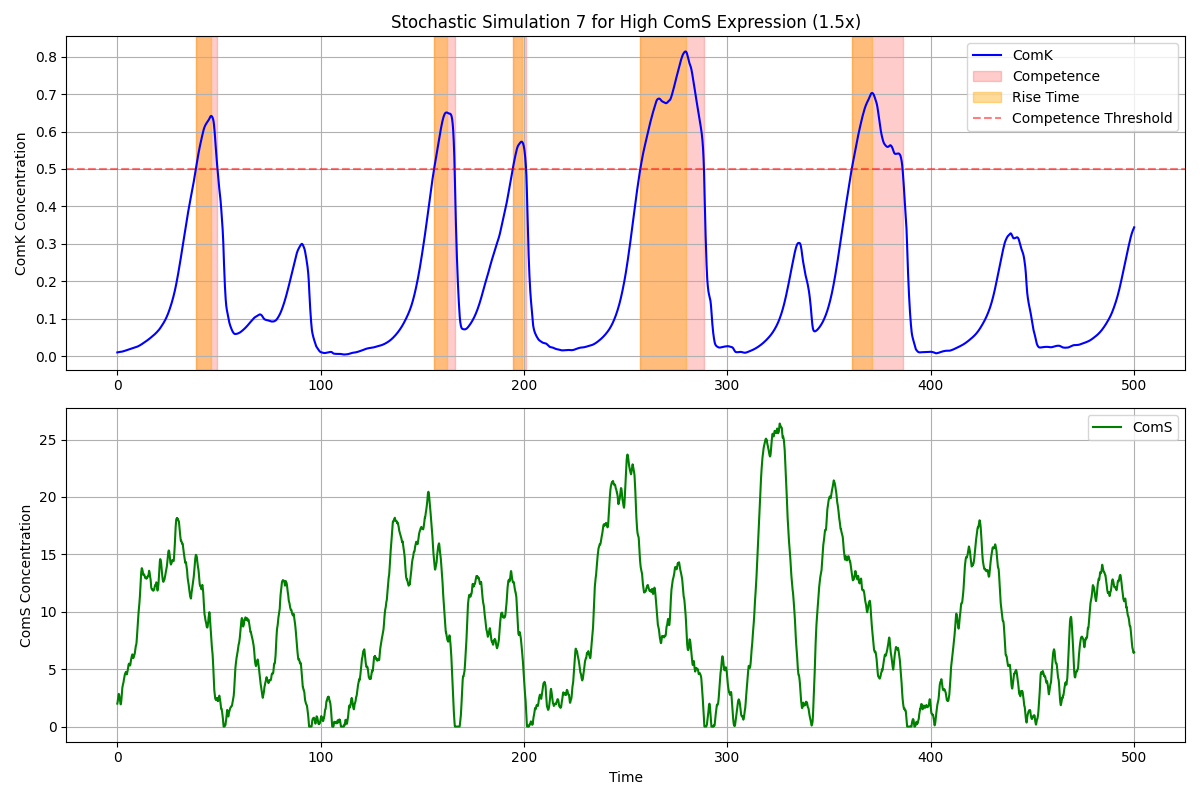 Stochastic Simulation 7 for High ComS Expression (1.5x)
ComK Concentration
0.8
0.7
0.6
0.5
0.4
0.3
0.2
0.1
0.0
ComK
Competence
Rise Time
Competence Threshold
0 100 200 300 400 500
ComS Concentration
25
20
15
10
5
0
ComS
0 100 200 300 400 500
Time